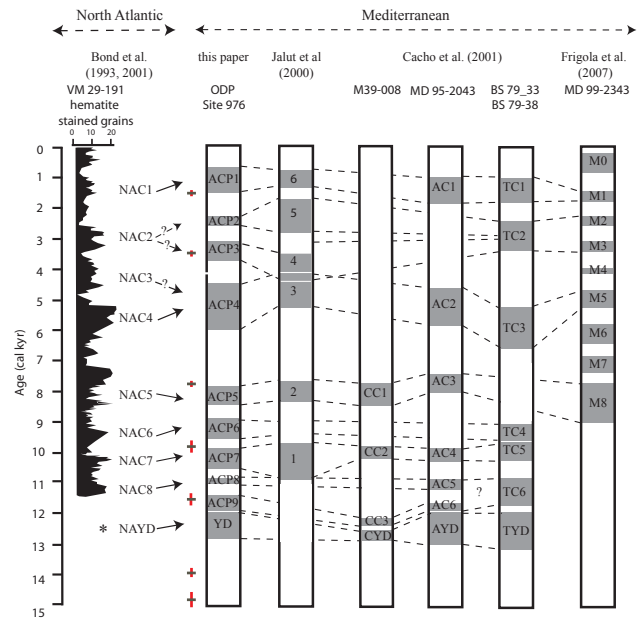 North Atlantic
Mediterranean
Bond et al.
(1993, 2001)
VM 29-191
hematite
stained grains
0 10 20
this paper
ODP
Site 976
Jalut et al
(2000)
Cacho et al. (2001)
M39-008
MD 95-2043
BS 79_33
BS 79-38
Frigola et al.
(2007)
MD 99-2343
Age (cal kyr)
0
1
2
3
4
5
6
7
8
9
10
11
12
13
14
15
NAC1
NAC2
?
?
NAC3
?
NAC4
NAC5
NAC6
NAC7
NAC8
* NAYD
ACP1
ACP2
ACP3
ACP4
ACP5
ACP6
ACP7
ACP8
ACP9
YD
6
5
4
3
2
1
CC1
CC2
CC3
CYD
AC1
AC2
AC3
AC4
AC5
AC6
AYD
?
TC1
TC2
TC3
TC4
TC5
TC6
TYD
M0
M1
M2
M3
M4
M5
M6
M7
M8